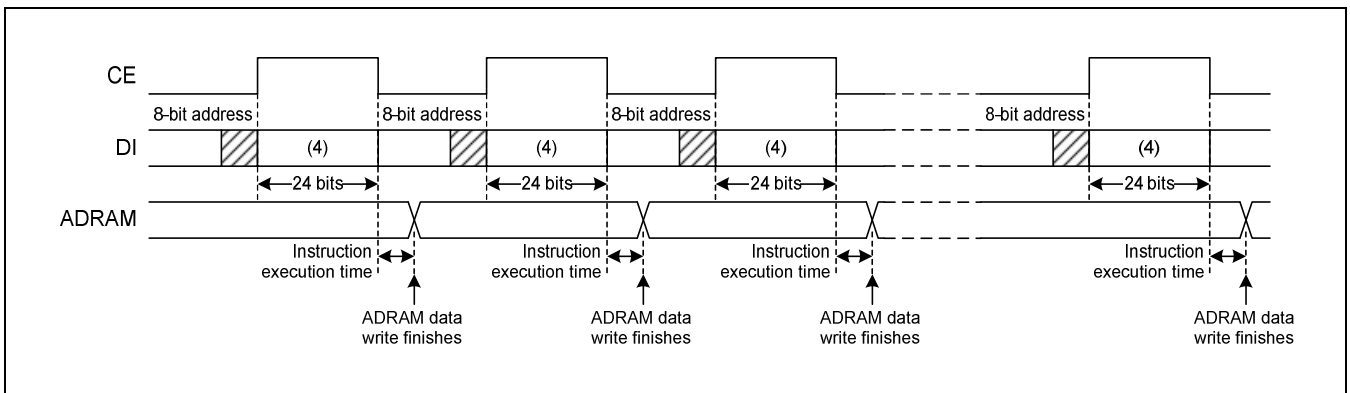 CE
8-bit address 8-bit address 8-bit address 8-bit address
DI (4) (4) (4) (4)
24 bits 24 bits 24 bits 24 bits
ADRAM
Instruction Instruction Instruction Instruction
execution time execution time execution time execution time
ADRAM data ADRAM data ADRAM data ADRAM data
write finishes write finishes write finishes write finishes